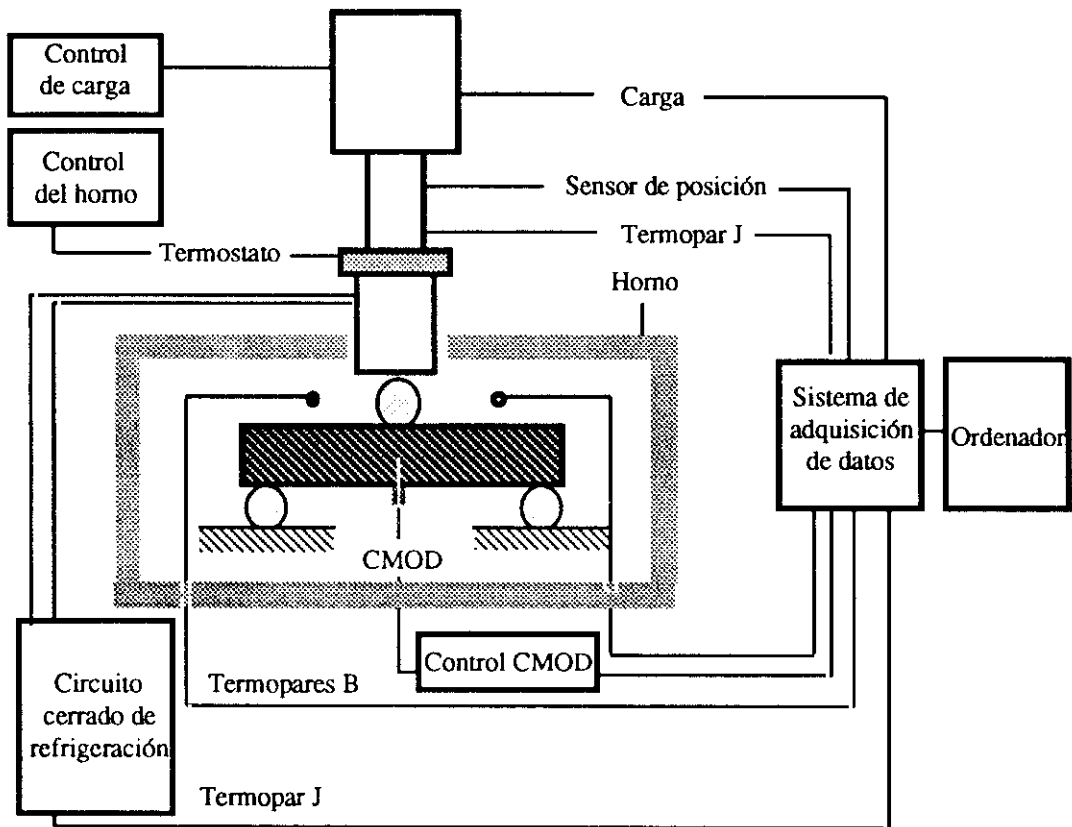 Control
de carga
Carga
Control
del horno
Sensor de posición
Termopar J
Termostato
Horno
Sistema de
adquisición
de datos
Ordenador
CMOD
Control CMOD
Termopares B
Circuito
cerrado de
refrigeración
Termopar J